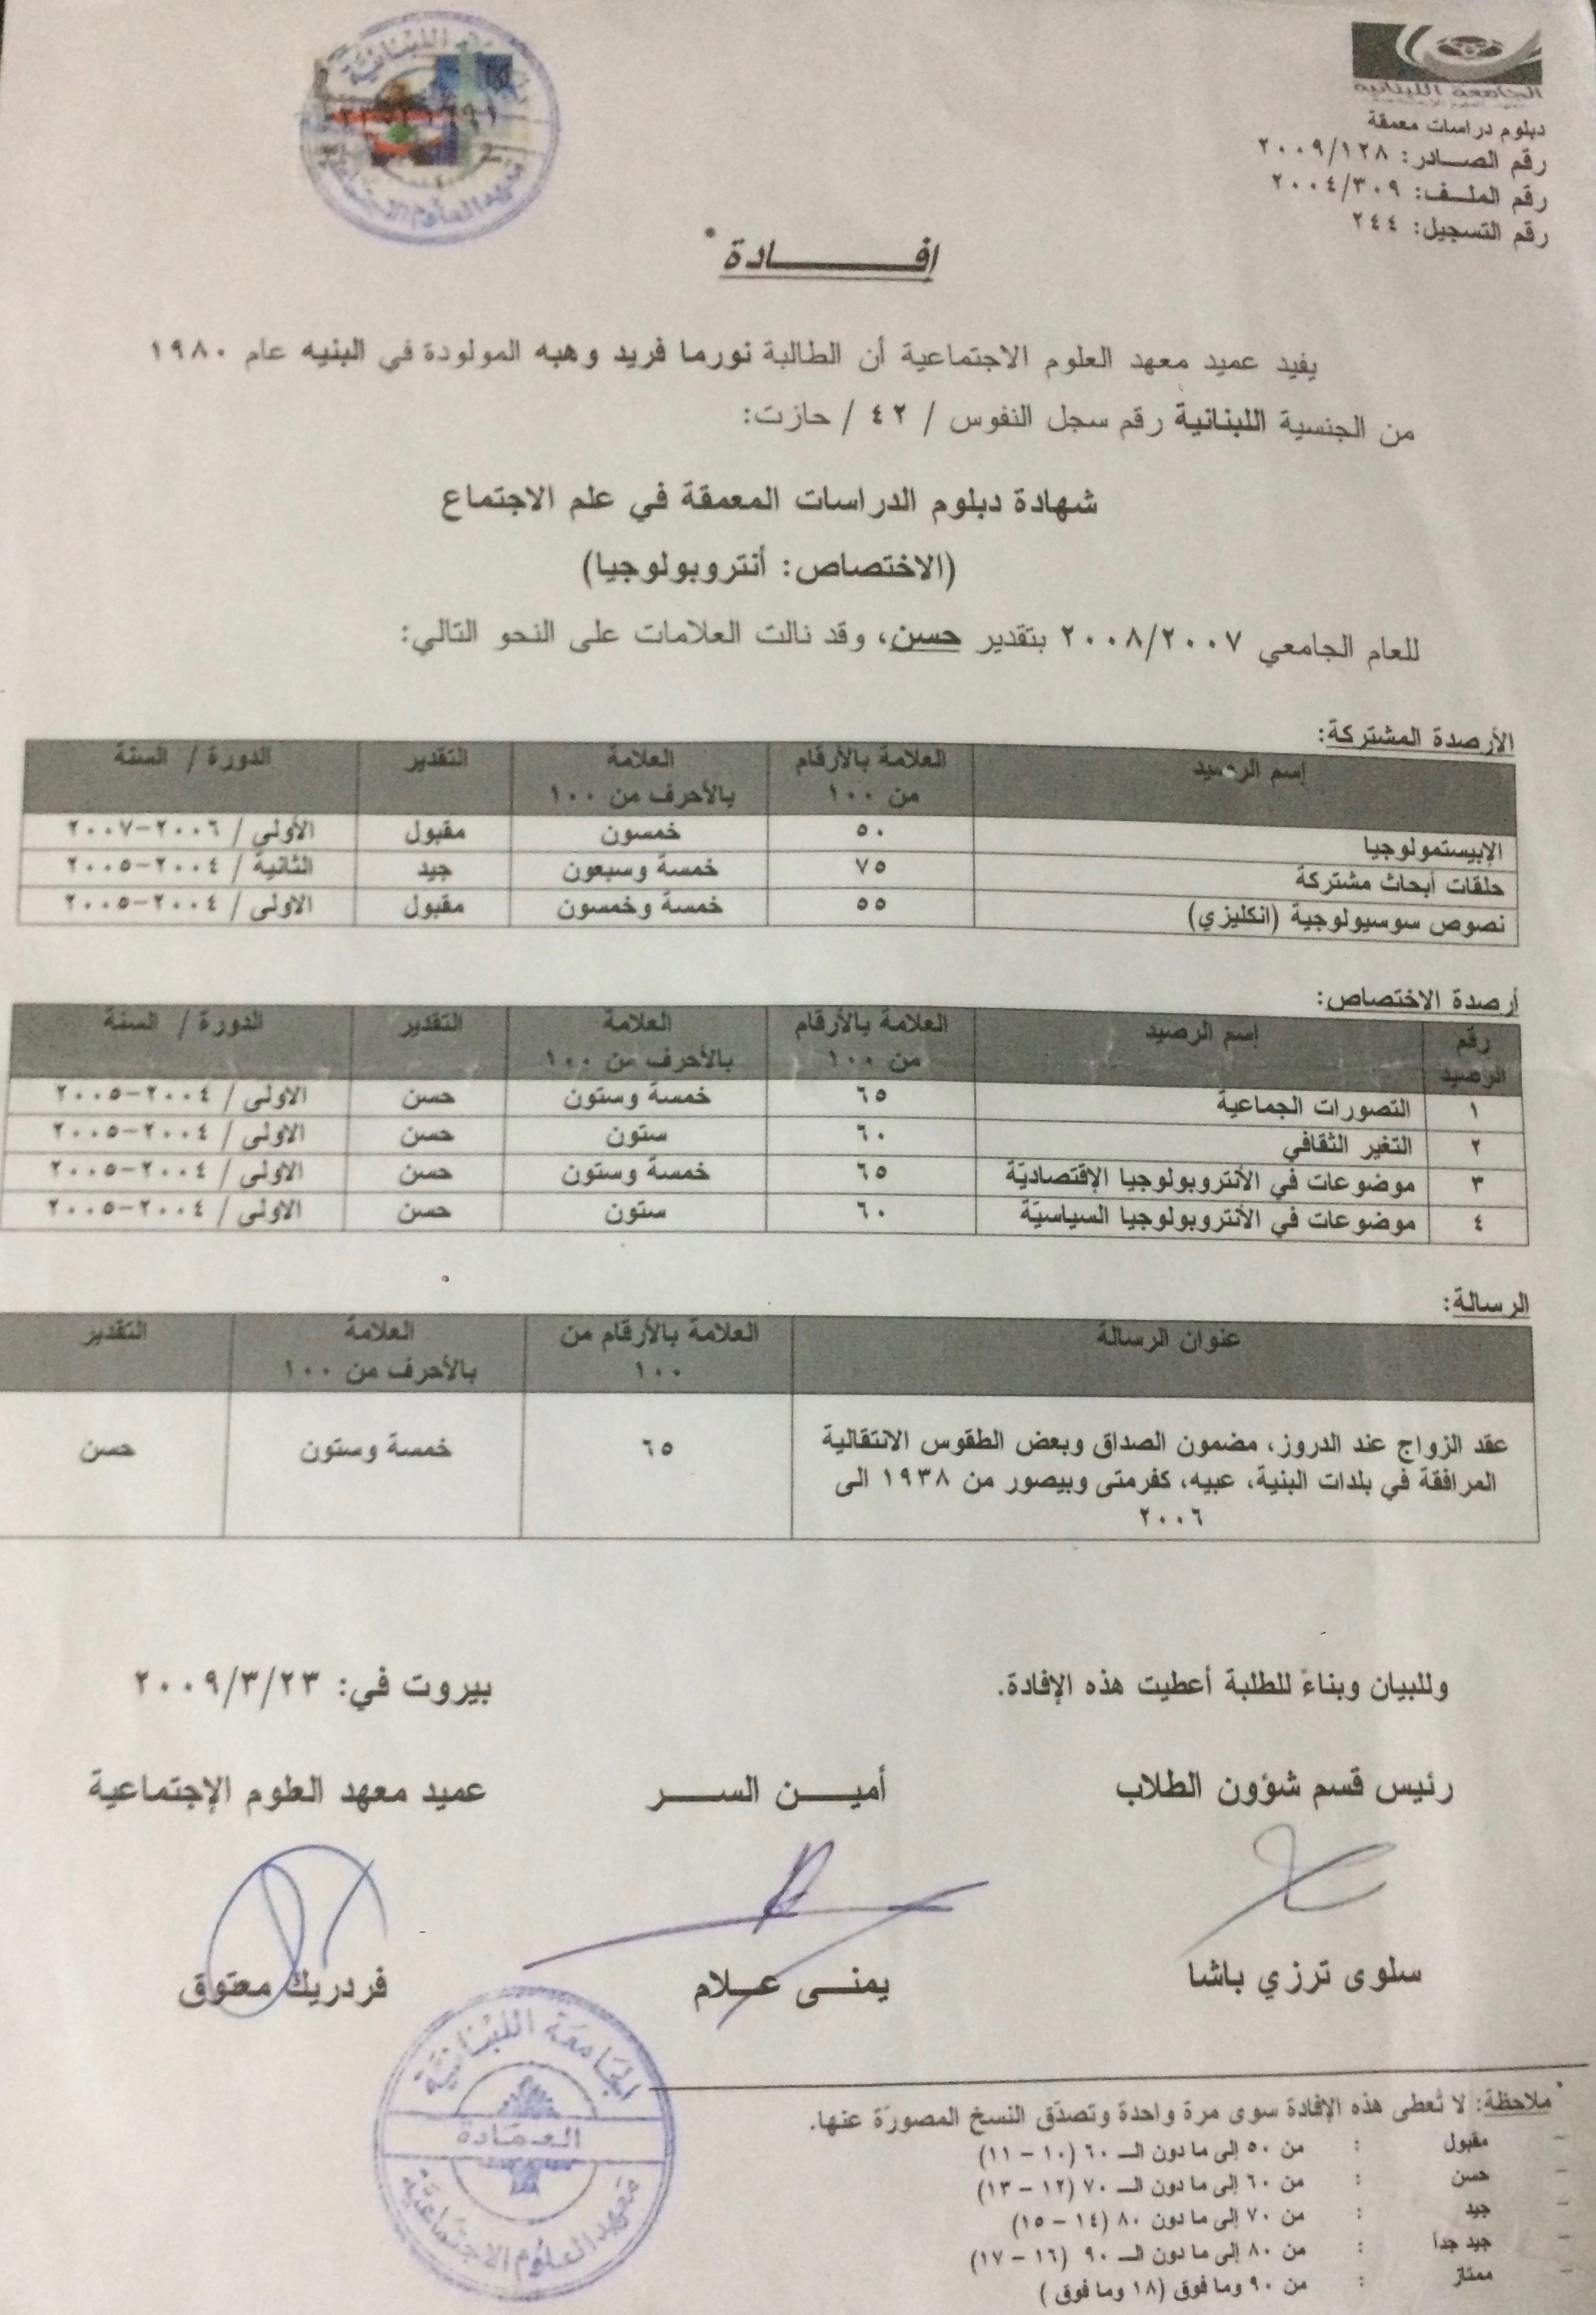 الجامعة اللبنانية
دبلوم دراسات معمقة
رقم الصـــادر: ٢٠٠٩/١٢٨
رقم الملــف: ٢٠٠٤/٣٠٩
رقم التسجيل: ٢٤٤
إفــــــــادة *
يفيد عميد معهد العلوم الاجتماعية أن الطالبة نورما فريد وهبه المولودة في البنيه عام ١٩٨٠
من الجنسية اللبنانية رقم سجل النفوس / ٤٢ / حازت:
شهادة دبلوم الدراسات المعمقة في علم الاجتماع
(الاختصاص: أنتروبولوجيا)
للعام الجامعي ٢٠٠٨/٢٠٠٧ بتقدير حسن، وقد نالت العلامات على النحو التالي:
الأرصدة المشتركة:
إسم الرصيد العلامة بالأرقام من ١٠٠ العلامة بالأحرف من ١٠٠ التقدير الدورة / السنة
الإبيستمولوجيا ٥٠ خمسون مقبول الأولى / ٢٠٠٦-٢٠٠٧
حلقات أبحاث مشتركة ٧٥ خمسة وسبعون جيد الثانية / ٢٠٠٤-٢٠٠٥
نصوص سوسيولوجية (انكليزي) ٥٥ خمسة وخمسون مقبول الاولى / ٢٠٠٤-٢٠٠٥
أرصدة الاختصاص:
رقم الرصيد إسم الرصيد العلامة بالأرقام من ١٠٠ العلامة بالأحرف من ١٠٠ التقدير الدورة / السنة
١ التصورات الجماعية ٦٥ خمسة وستون حسن الاولى / ٢٠٠٤-٢٠٠٥
٢ التغير الثقافي ٦٠ ستون حسن الاولى / ٢٠٠٤-٢٠٠٥
٣ موضوعات في الأنتروبولوجيا الإقتصاديّة ٦٥ خمسة وستون حسن الاولى / ٢٠٠٤-٢٠٠٥
٤ موضوعات في الأنتروبولوجيا السياسيّة ٦٠ ستون حسن الاولى / ٢٠٠٤-٢٠٠٥
الرسالة:
عنوان الرسالة العلامة بالأرقام من ١٠٠ العلامة بالأحرف من ١٠٠ التقدير
عقد الزواج عند الدروز، مضمون الصداق وبعض الطقوس الانتقالية ٦٥ خمسة وستون حسن
المرافقة في بلدات البنية، عبيه، كفرمتى وبيصور من ١٩٣٨ الى
٢٠٠٦
وللبيان وبناءً للطلبة أعطيت هذه الإفادة. بيروت في: ٢٠٠٩/٣/٢٣
رئيس قسم شؤون الطلاب أميـــن الســـــر عميد معهد العلوم الإجتماعية
سلوى ترزي باشا يمنـــى عـــلام فردريك معتوق
الجامعة اللبنانية
العمادة
معهد العلوم الاجتماعية
* ملاحظة: لا تُعطى هذه الإفادة سوى مرة واحدة وتصدّق النسخ المصورّة عنها.
- مقبول : من ٥٠ إلى ما دون الـ ٦٠ (١٠ – ١١)
- حسن : من ٦٠ إلى ما دون الـ ٧٠ (١٢ – ١٣)
- جيد : من ٧٠ إلى ما دون ٨٠ (١٤ – ١٥)
- جيد جداً : من ٨٠ إلى ما دون الـ ٩٠ (١٦ – ١٧)
- ممتاز : من ٩٠ وما فوق (١٨ وما فوق )